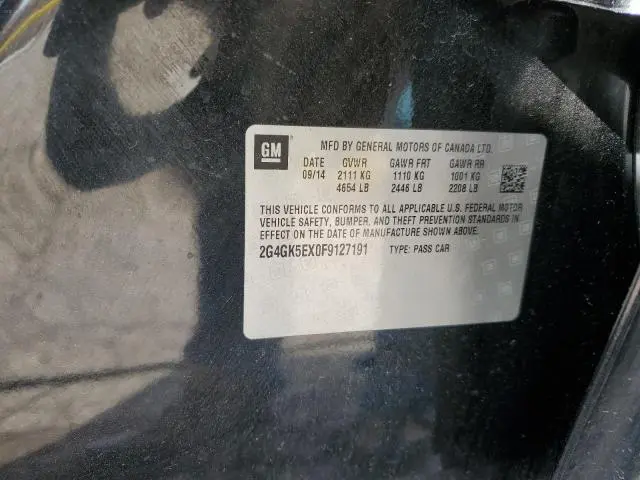 GM MFD BY GENERAL MOTORS OF CANADA LTD.
DATE GVWR GAWR FRT GAWR RR
09/14 2111 KG 1110 KG 1001 KG
4654 LB 2446 LB 2208 LB
THIS VEHICLE CONFORMS TO ALL APPLICABLE U.S. FEDERAL MOTOR
VEHICLE SAFETY, BUMPER, AND THEFT PREVENTION STANDARDS IN
EFFECT ON THE DATE OF MANUFACTURE SHOWN ABOVE.
2G4GK5EX0F9127191 TYPE: PASS CAR